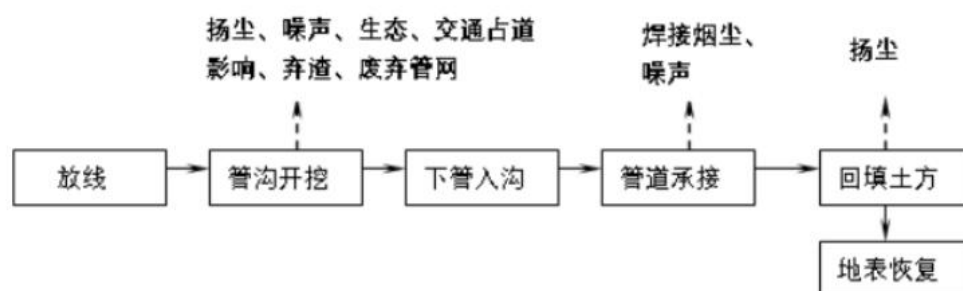 扬尘、噪声、生态、交通占道
影响、弃渣、废弃管网
焊接烟尘、
噪声
扬尘
放线
管沟开挖
下管入沟
管道承接
回填土方
地表恢复